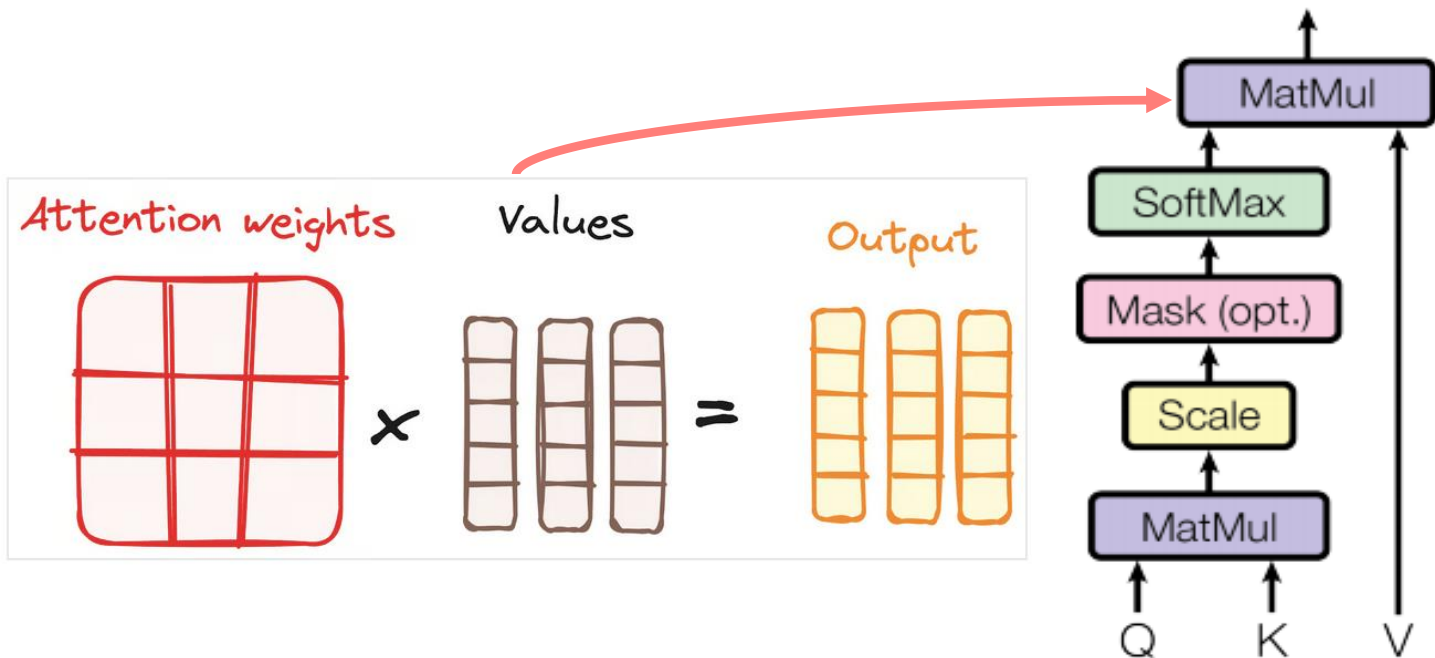 Attention weights
Values
Output
×
=
MatMul
SoftMax
Mask (opt.)
Scale
MatMul
Q K V